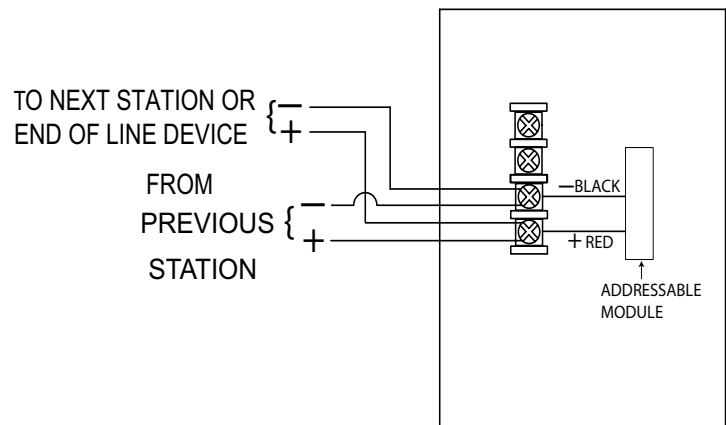 TO NEXT STATION OR { −
END OF LINE DEVICE +
FROM
PREVIOUS { −
+
STATION
−BLACK
+ RED
ADDRESSABLE
MODULE